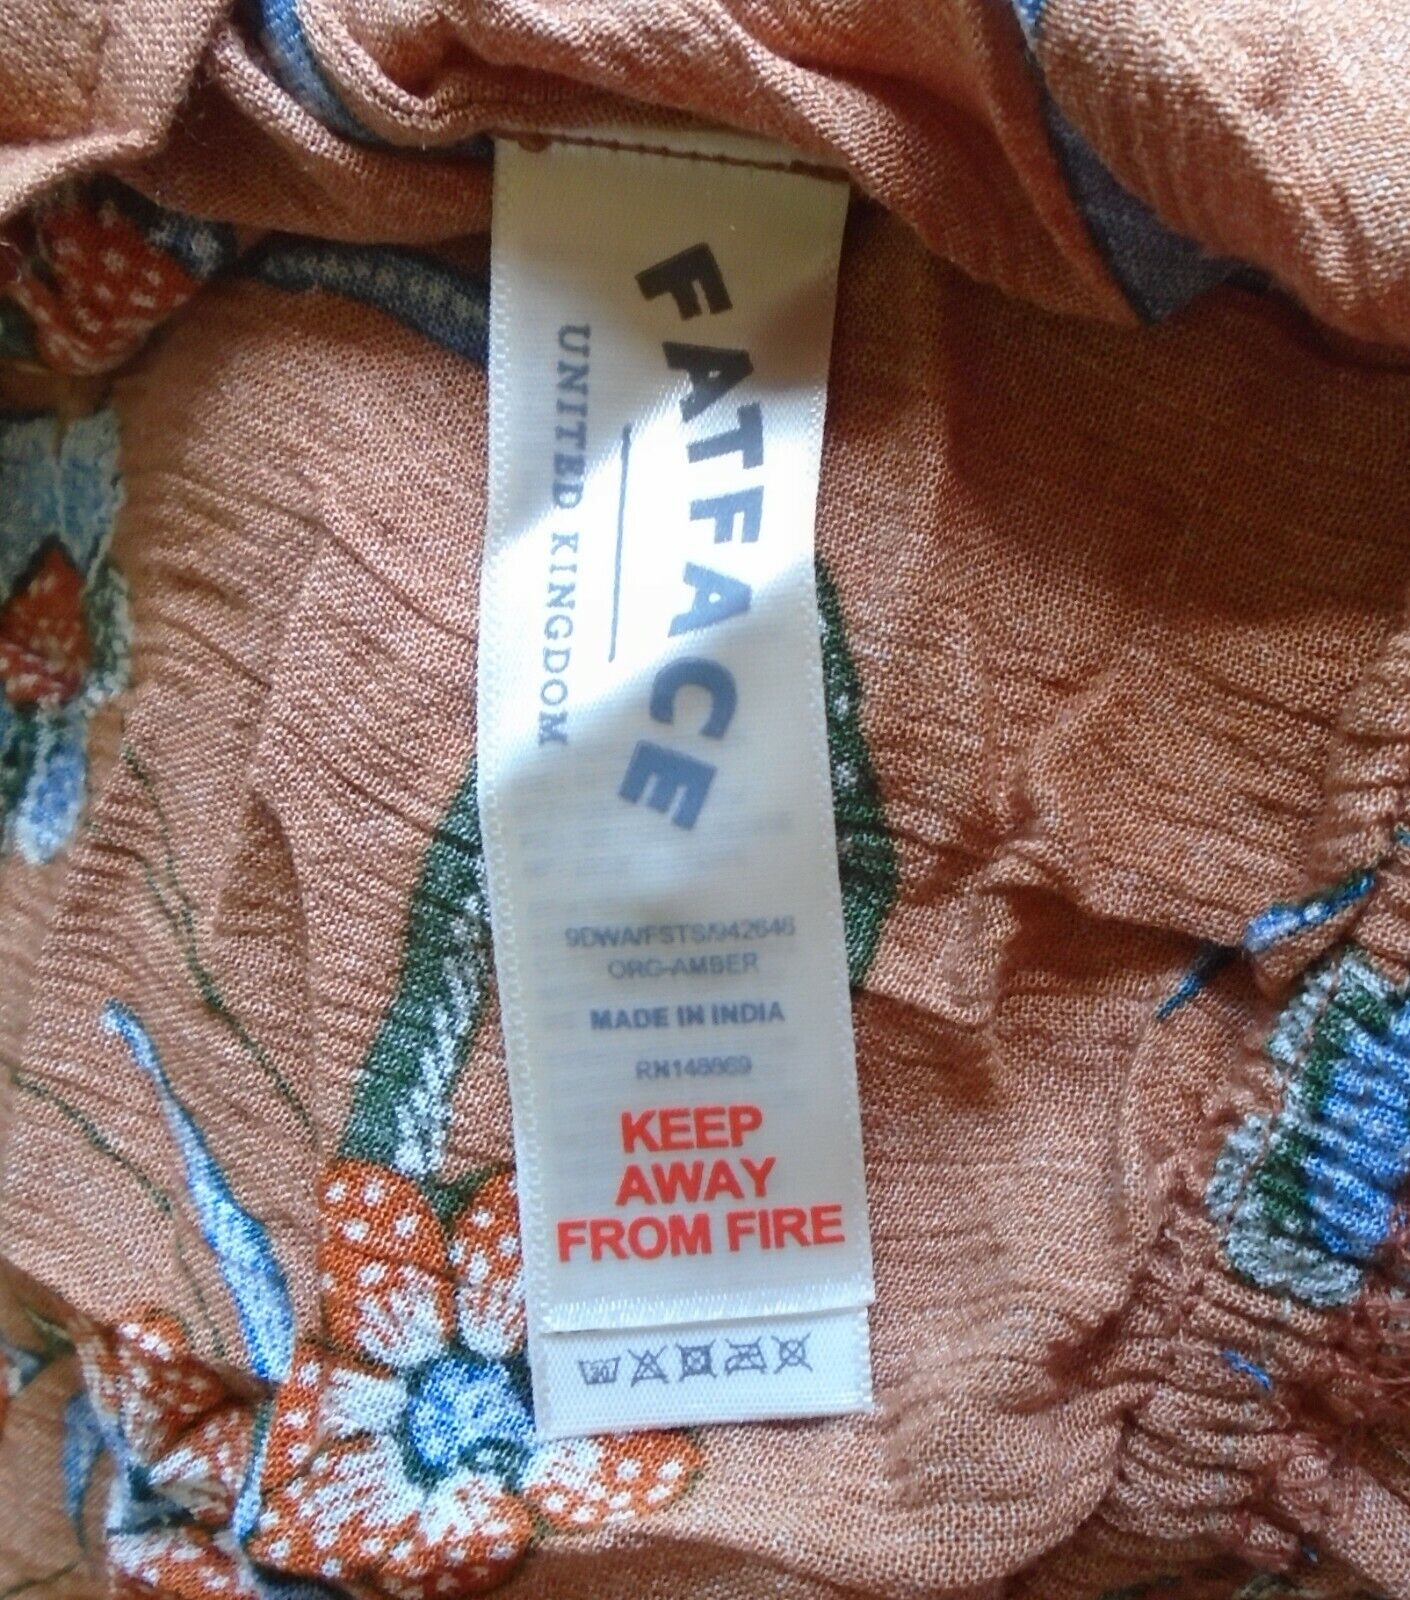 FATFACE
UNITED KINGDOM
9DWA/FSTS/942646
ORG-AMBER
MADE IN INDIA
RN148869
KEEP
AWAY
FROM FIRE